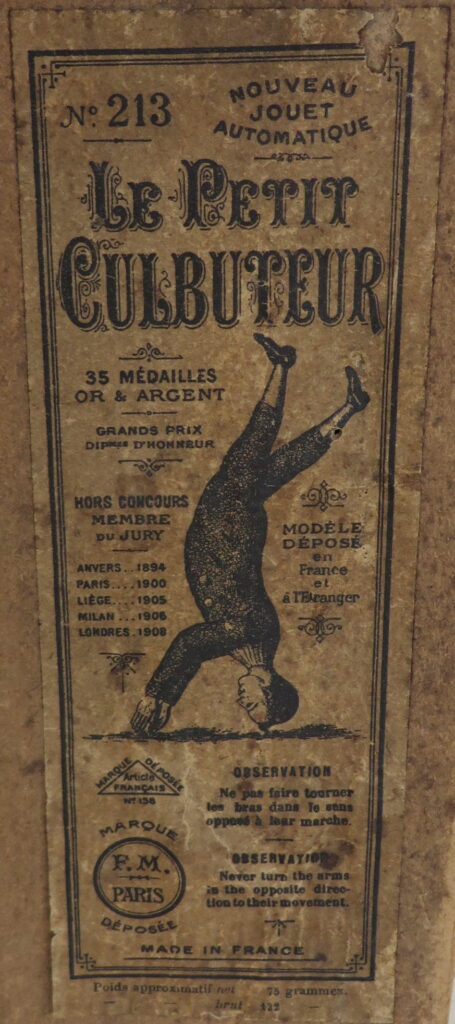 No. 213
NOUVEAU
JOUET
AUTOMATIQUE
LE PETIT
CULBUTEUR
35 MÉDAILLES
OR & ARGENT
GRANDS PRIX
DIPmes D'HONNEUR
HORS CONCOURS
MEMBRE
DU JURY
ANVERS...1894
PARIS....1900
LIÈGE....1905
MILAN...1906
LONDRES.1908
MODÈLE
DÉPOSÉ
en
France
et
à l'Etranger
MARQUE DÉPOSÉE
Article
FRANÇAIS
No 156
MARQUE
F.M.
PARIS
DÉPOSÉE
OBSERVATION
Ne pas faire tourner
les bras dans le sens
opposé à leur marche.
OBSERVATION
Never turn the arms
in the opposite direc-
tion to their movement.
MADE IN FRANCE
Poids approximatif net 75 grammes.
— brut 122 —